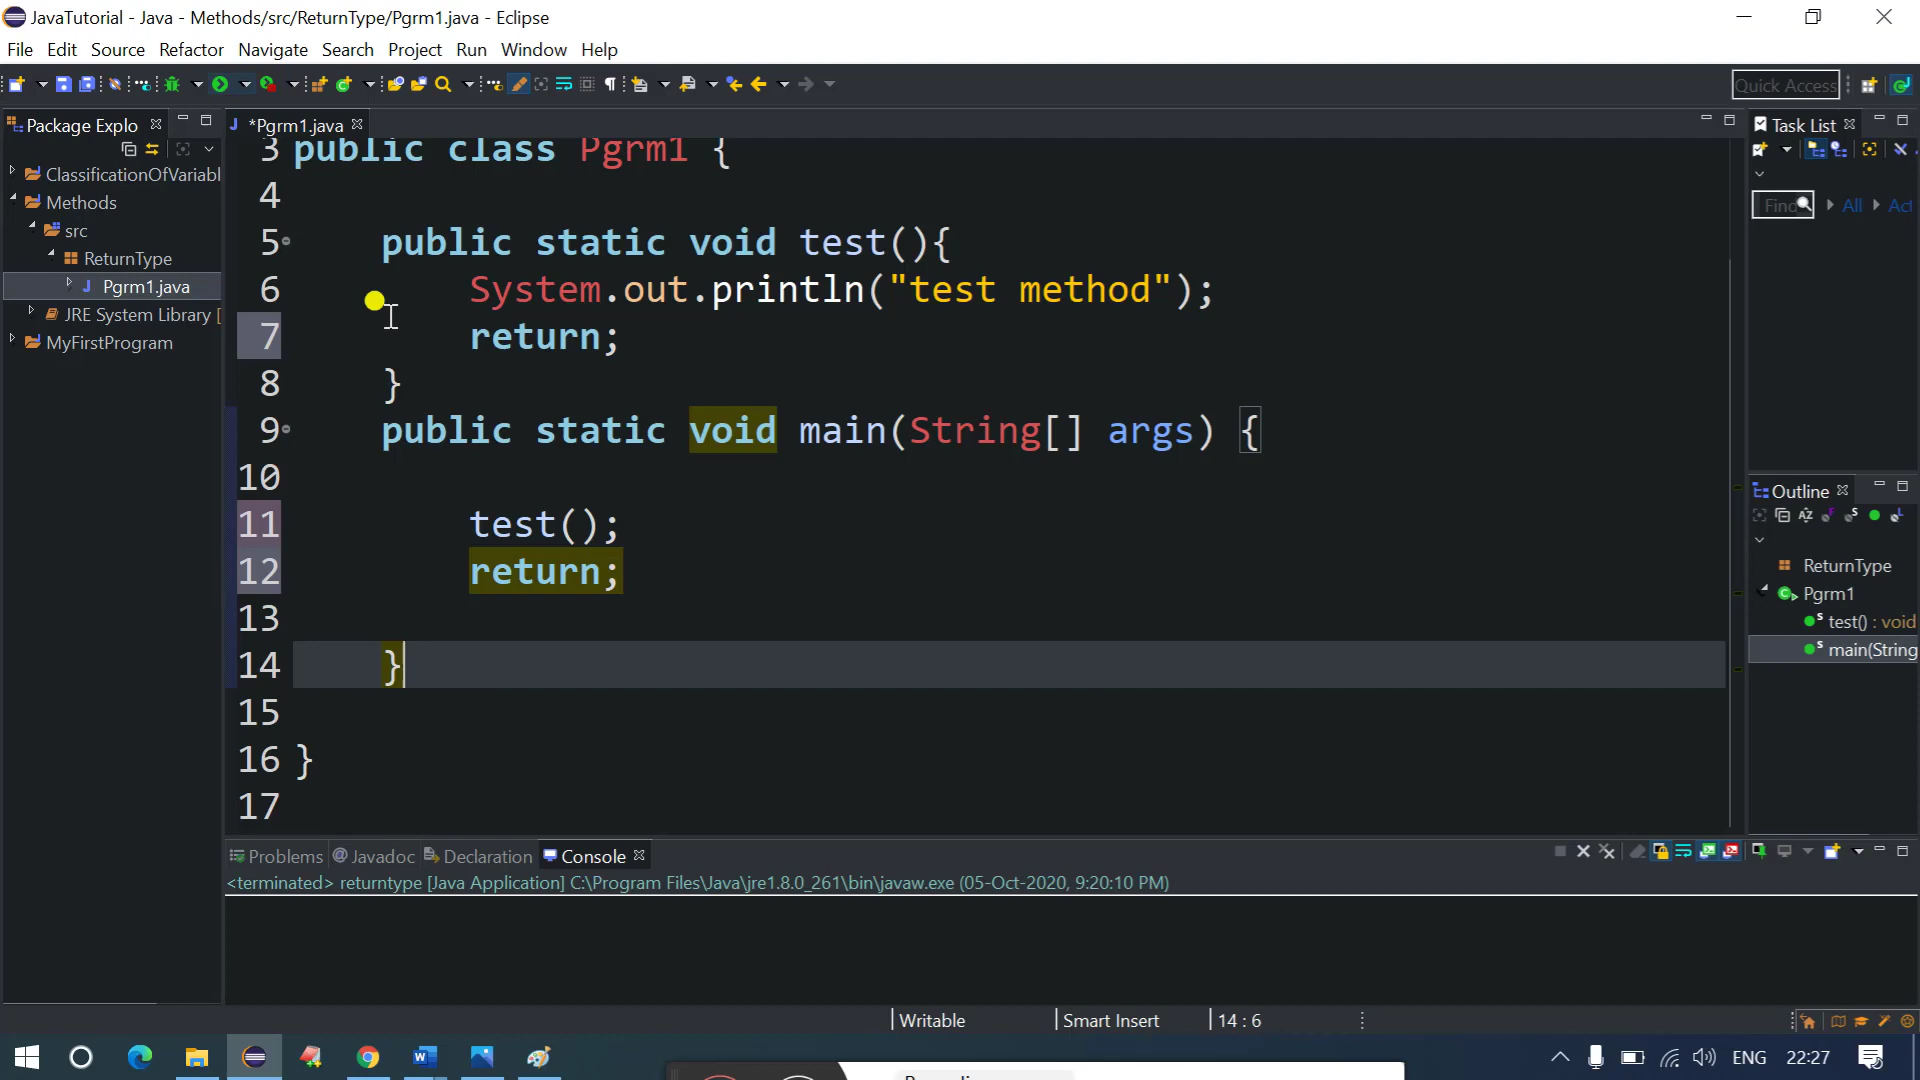 JavaTutorial - Java - Methods/src/ReturnType/Pgrm1.java - Eclipse
File Edit Source Refactor Navigate Search Project Run Window Help
Quick Access
Package Explo
*Pgrm1.java
Task List
ClassificationOfVariabl
Methods
src
ReturnType
Pgrm1.java
JRE System Library [
MyFirstProgram
3 public class Pgrm1 {
4
5 public static void test(){
6 System.out.println("test method");
7 return;
8 }
9 public static void main(String[] args) {
10
11 test();
12 return;
13
14 }
15
16 }
17
Find All Act
Outline
ReturnType
Pgrm1
test() : void
main(String
Problems @ Javadoc Declaration Console
<terminated> returntype [Java Application] C:\Program Files\Java\jre1.8.0_261\bin\javaw.exe (05-Oct-2020, 9:20:10 PM)
Writable Smart Insert 14 : 6
ENG 22:27